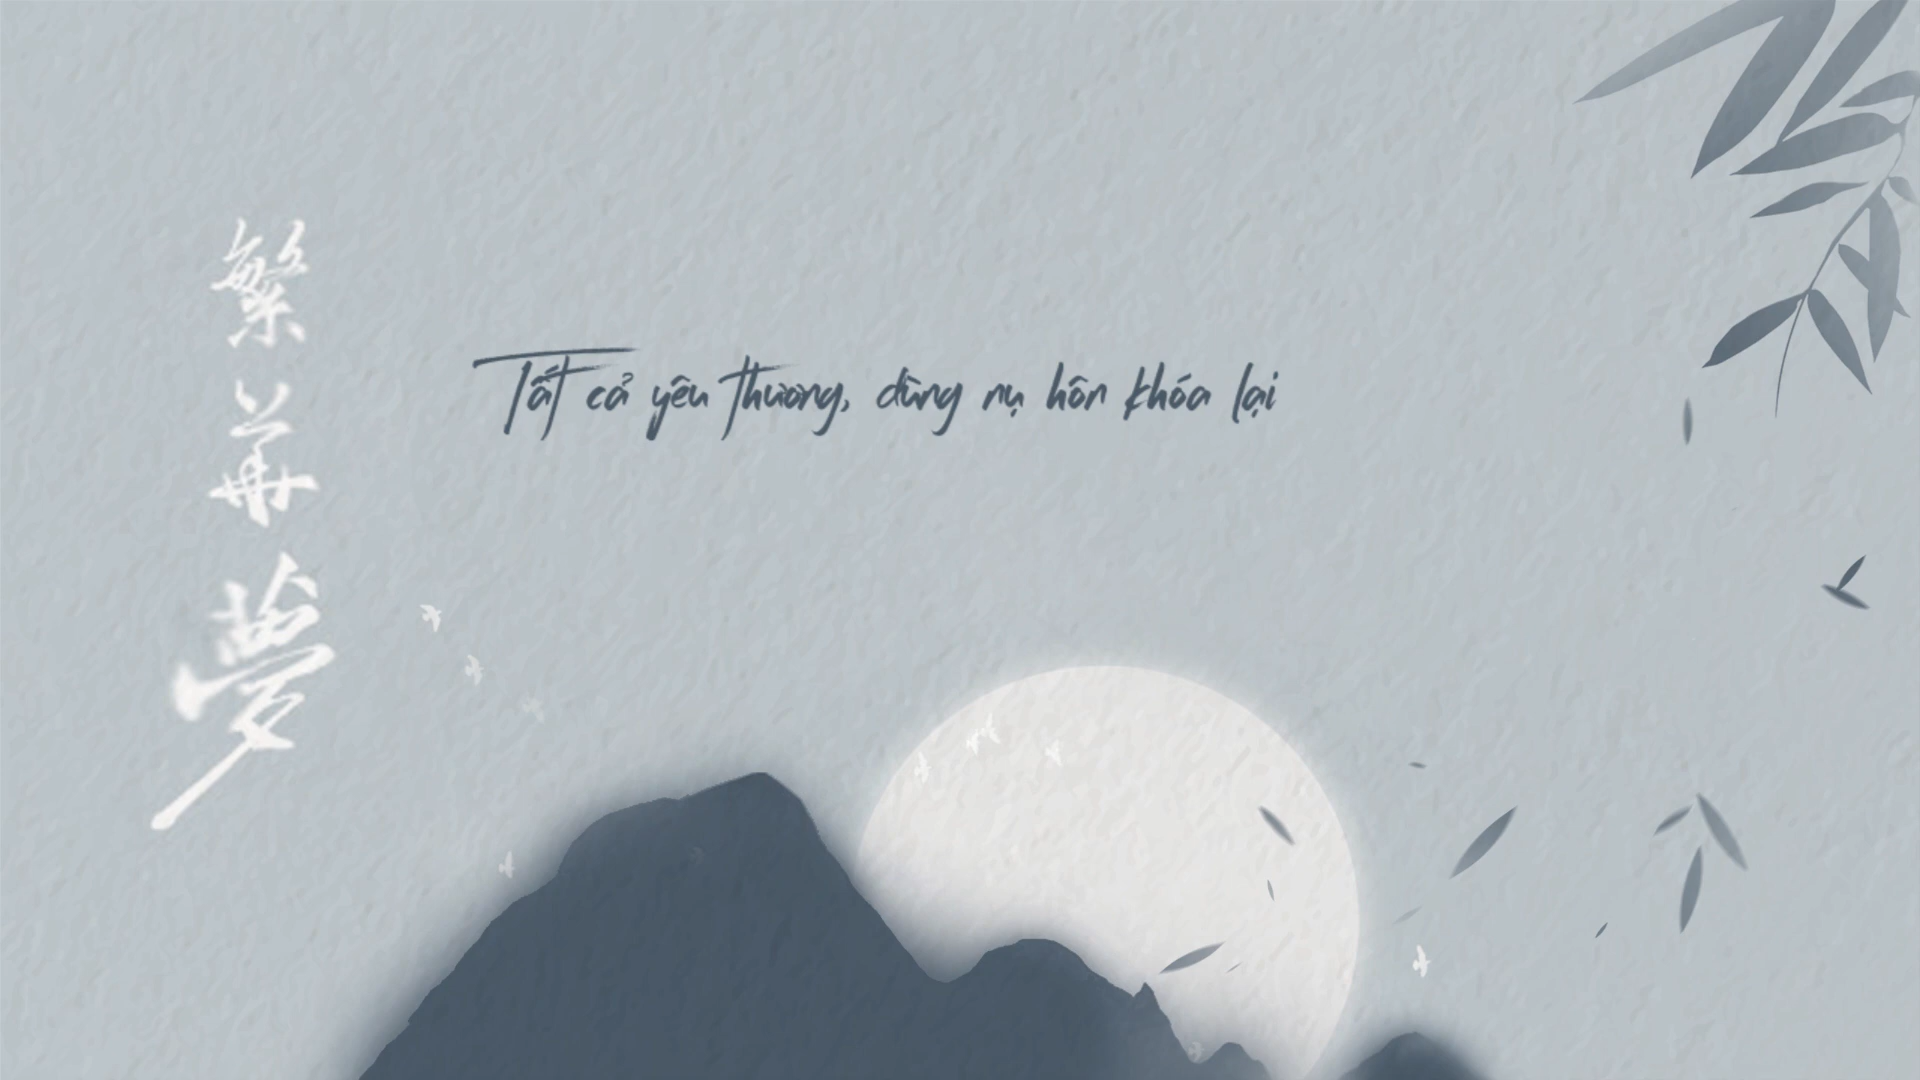 繁華夢
Tất cả yêu thương, dùng nụ hôn khóa lại